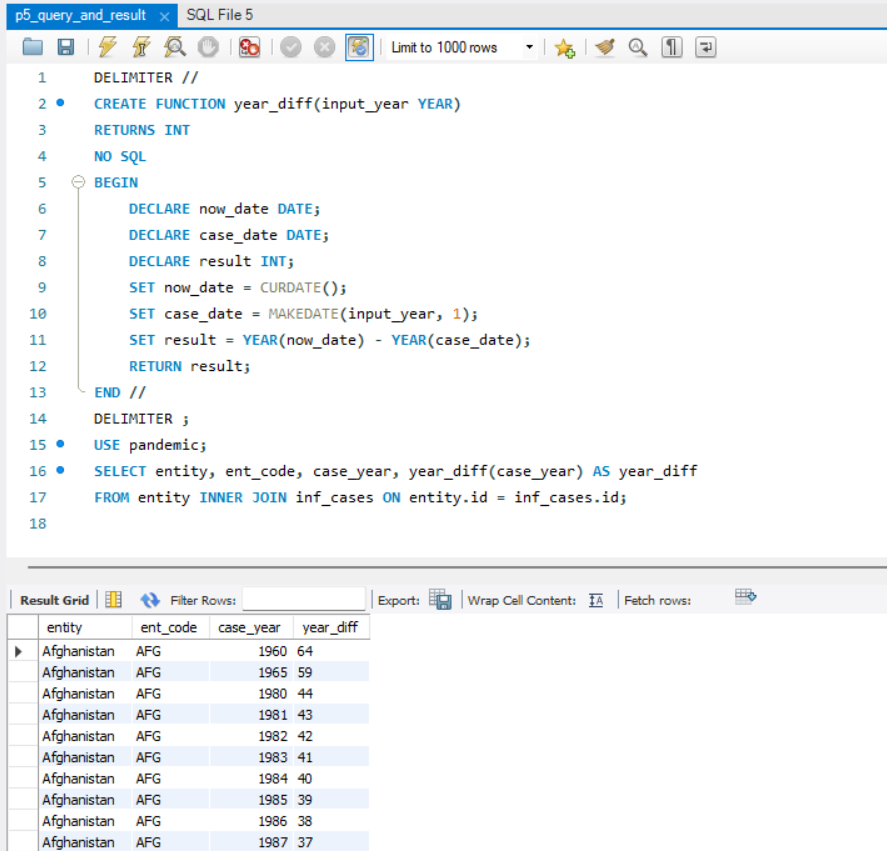 p5_query_and_result × SQL File 5
Limit to 1000 rows
1 DELIMITER //
2 CREATE FUNCTION year_diff(input_year YEAR)
3 RETURNS INT
4 NO SQL
5 BEGIN
6 DECLARE now_date DATE;
7 DECLARE case_date DATE;
8 DECLARE result INT;
9 SET now_date = CURDATE();
10 SET case_date = MAKEDATE(input_year, 1);
11 SET result = YEAR(now_date) - YEAR(case_date);
12 RETURN result;
13 END //
14 DELIMITER ;
15 USE pandemic;
16 SELECT entity, ent_code, case_year, year_diff(case_year) AS year_diff
17 FROM entity INNER JOIN inf_cases ON entity.id = inf_cases.id;
18
Result Grid Filter Rows: Export: Wrap Cell Content: IA Fetch rows:
entity ent_code case_year year_diff
Afghanistan AFG 1960 64
Afghanistan AFG 1965 59
Afghanistan AFG 1980 44
Afghanistan AFG 1981 43
Afghanistan AFG 1982 42
Afghanistan AFG 1983 41
Afghanistan AFG 1984 40
Afghanistan AFG 1985 39
Afghanistan AFG 1986 38
Afghanistan AFG 1987 37